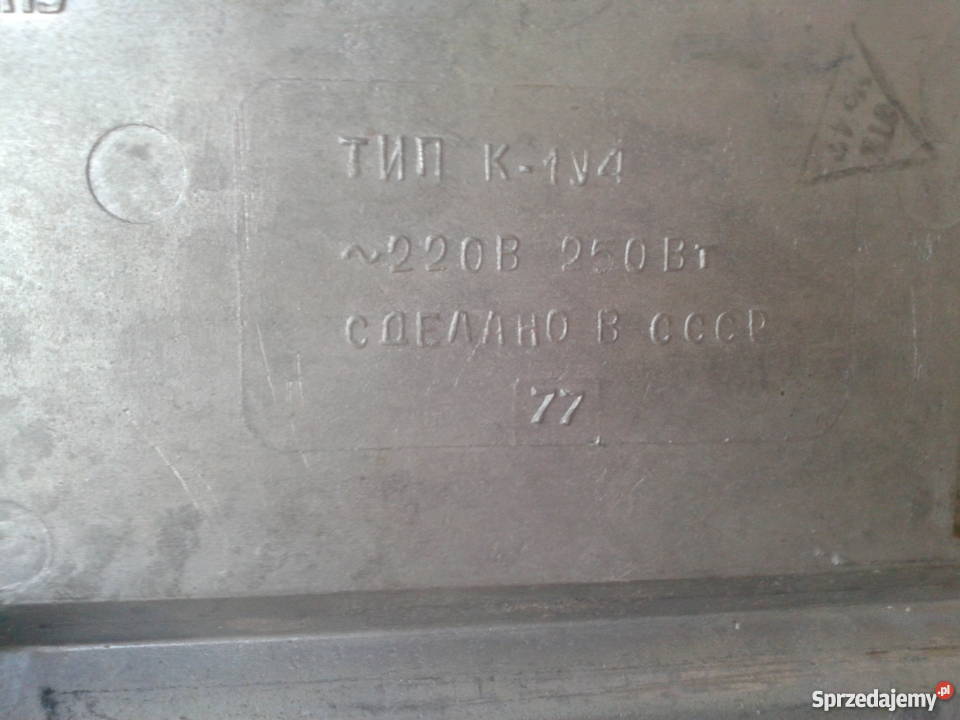 ТИП К-1У4
~220В 250Вт
СДЕЛАНО В СССР
77
Sprzedajemy.pl